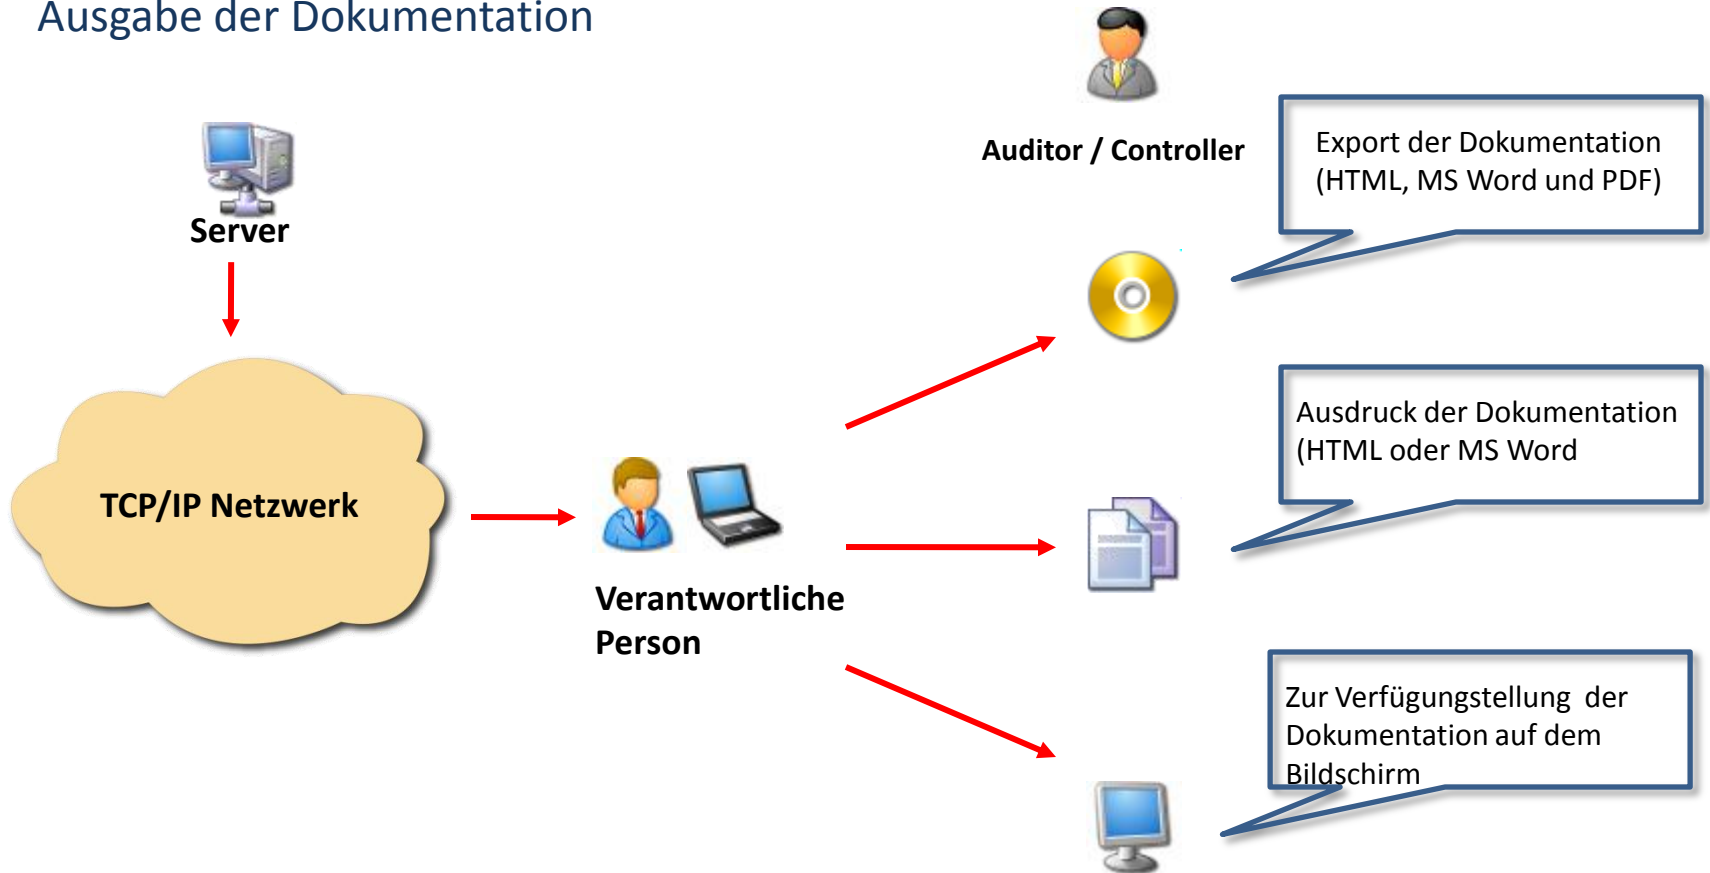 Ausgabe der Dokumentation
Auditor / Controller
Export der Dokumentation
(HTML, MS Word und PDF)
Server
Ausdruck der Dokumentation
(HTML oder MS Word
TCP/IP Netzwerk
Verantwortliche
Person
Zur Verfügungstellung  der
Dokumentation auf dem
Bildschirm